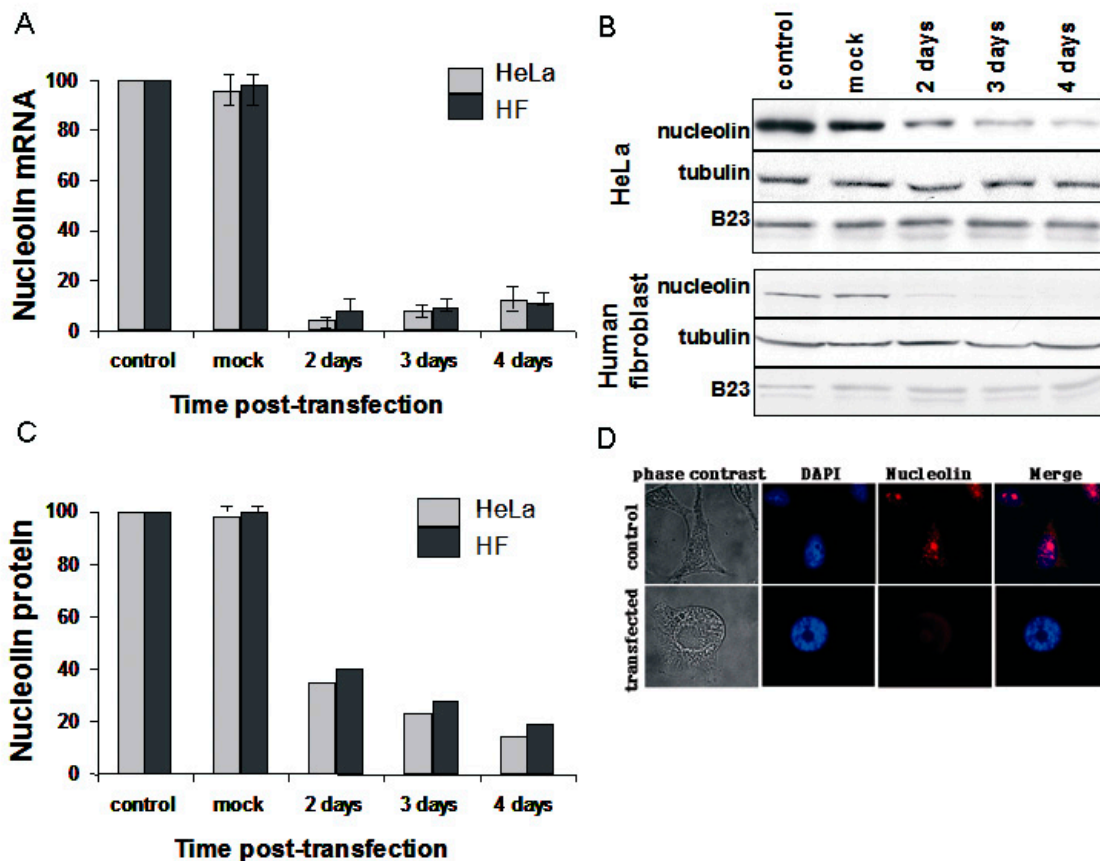 A
Nucleolin mRNA
100
80
60
40
20
0
HeLa
HF
control mock 2 days 3 days 4 days
Time post-transfection
B
control mock 2 days 3 days 4 days
HeLa
nucleolin
tubulin
B23
Human fibroblast
nucleolin
tubulin
B23
C
Nucleolin protein
100
80
60
40
20
0
HeLa
HF
control mock 2 days 3 days 4 days
Time post-transfection
D
phase contrast DAPI Nucleolin Merge
control
transfected